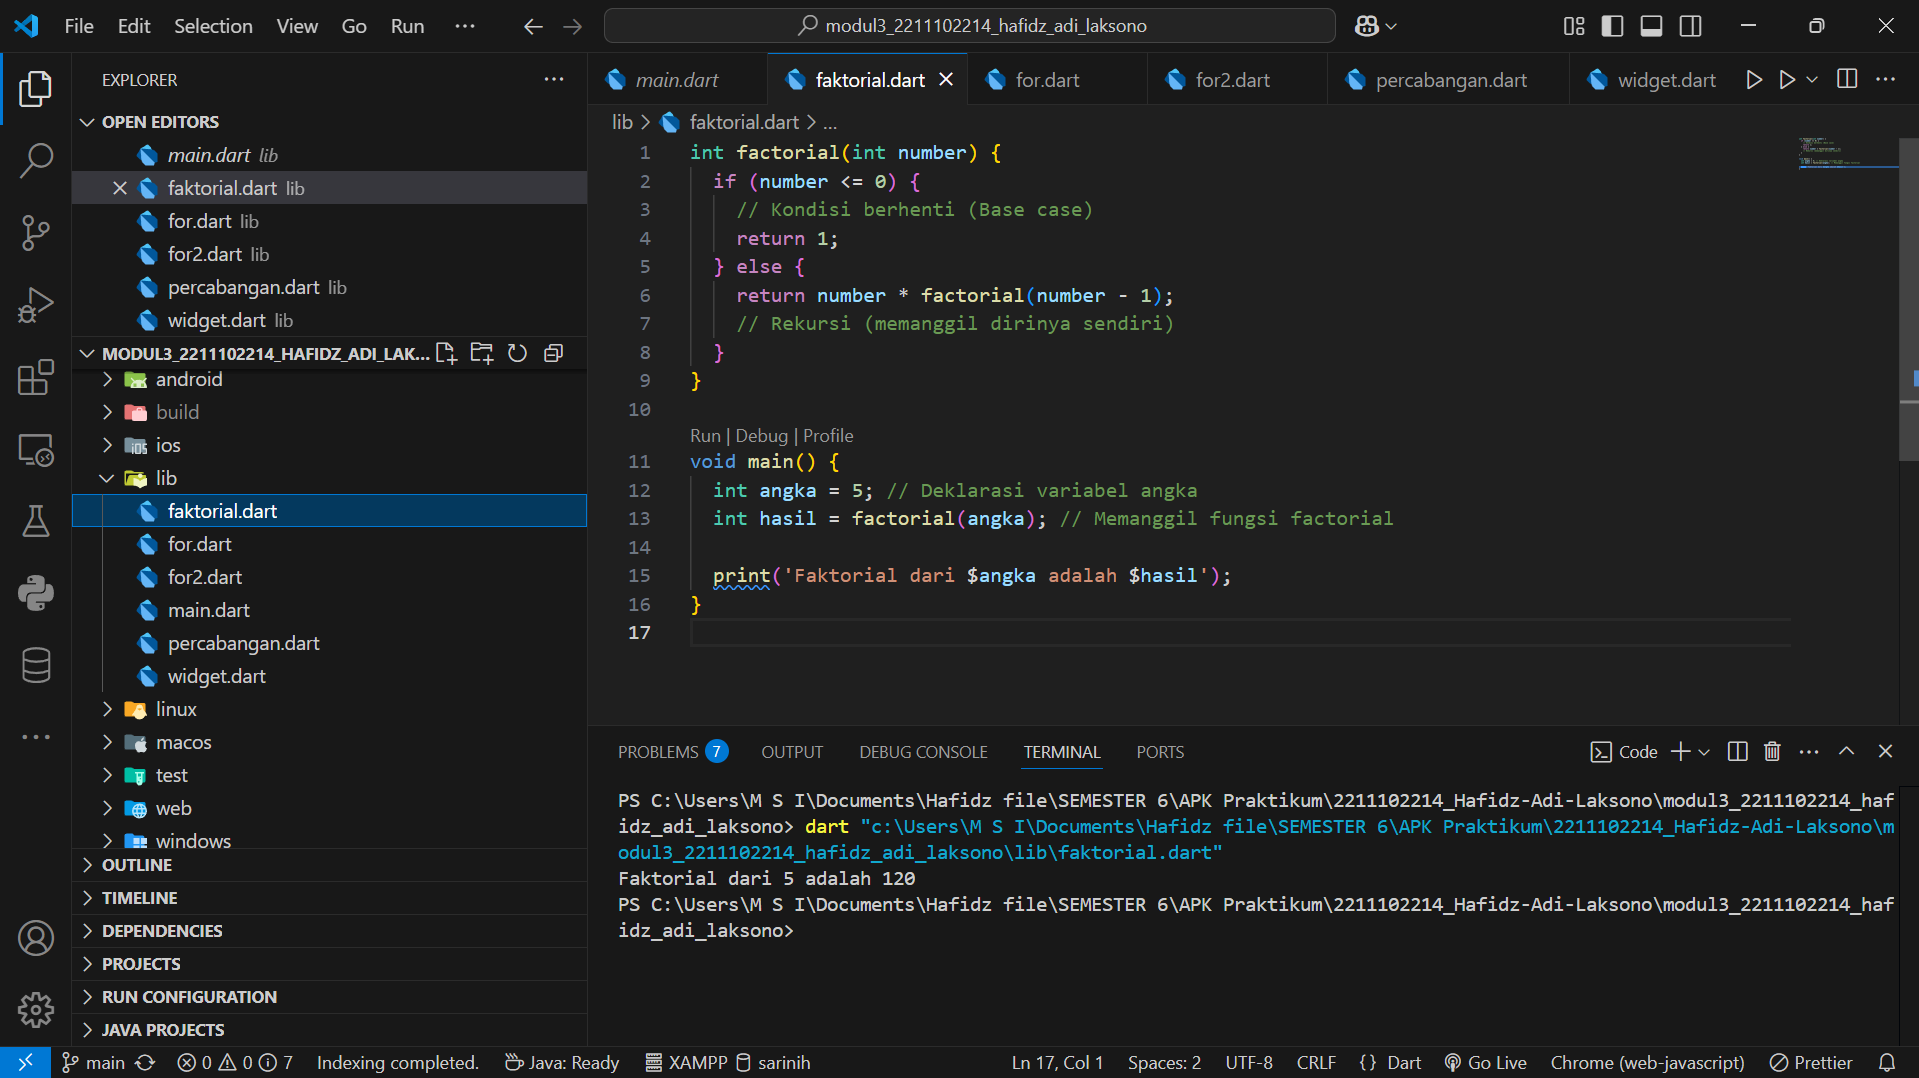 File Edit Selection View Go Run ··· modul3_2211102214_hafidz_adi_laksono
EXPLORER
OPEN EDITORS
main.dart lib
faktorial.dart lib
for.dart lib
for2.dart lib
percabangan.dart lib
widget.dart lib
MODUL3_2211102214_HAFIDZ_ADI_LAK...
android
build
ios
lib
faktorial.dart
for.dart
for2.dart
main.dart
percabangan.dart
widget.dart
linux
macos
test
web
windows
OUTLINE
TIMELINE
DEPENDENCIES
PROJECTS
RUN CONFIGURATION
JAVA PROJECTS
main.dart faktorial.dart for.dart for2.dart percabangan.dart widget.dart
lib > faktorial.dart > ...
1 int factorial(int number) {
2 if (number <= 0) {
3 // Kondisi berhenti (Base case)
4 return 1;
5 } else {
6 return number * factorial(number - 1);
7 // Rekursi (memanggil dirinya sendiri)
8 }
9 }
10
Run | Debug | Profile
11 void main() {
12 int angka = 5; // Deklarasi variabel angka
13 int hasil = factorial(angka); // Memanggil fungsi factorial
14
15 print('Faktorial dari $angka adalah $hasil');
16 }
17
PROBLEMS 7 OUTPUT DEBUG CONSOLE TERMINAL PORTS Code
PS C:\Users\M S I\Documents\Hafidz file\SEMESTER 6\APK Praktikum\2211102214_Hafidz-Adi-Laksono\modul3_2211102214_haf
idz_adi_laksono> dart "c:\Users\M S I\Documents\Hafidz file\SEMESTER 6\APK Praktikum\2211102214_Hafidz-Adi-Laksono\m
odul3_2211102214_hafidz_adi_laksono\lib\faktorial.dart"
Faktorial dari 5 adalah 120
PS C:\Users\M S I\Documents\Hafidz file\SEMESTER 6\APK Praktikum\2211102214_Hafidz-Adi-Laksono\modul3_2211102214_haf
idz_adi_laksono>
main 0 0 7 Indexing completed. Java: Ready XAMPP sarinih Ln 17, Col 1 Spaces: 2 UTF-8 CRLF {} Dart Go Live Chrome (web-javascript) Prettier